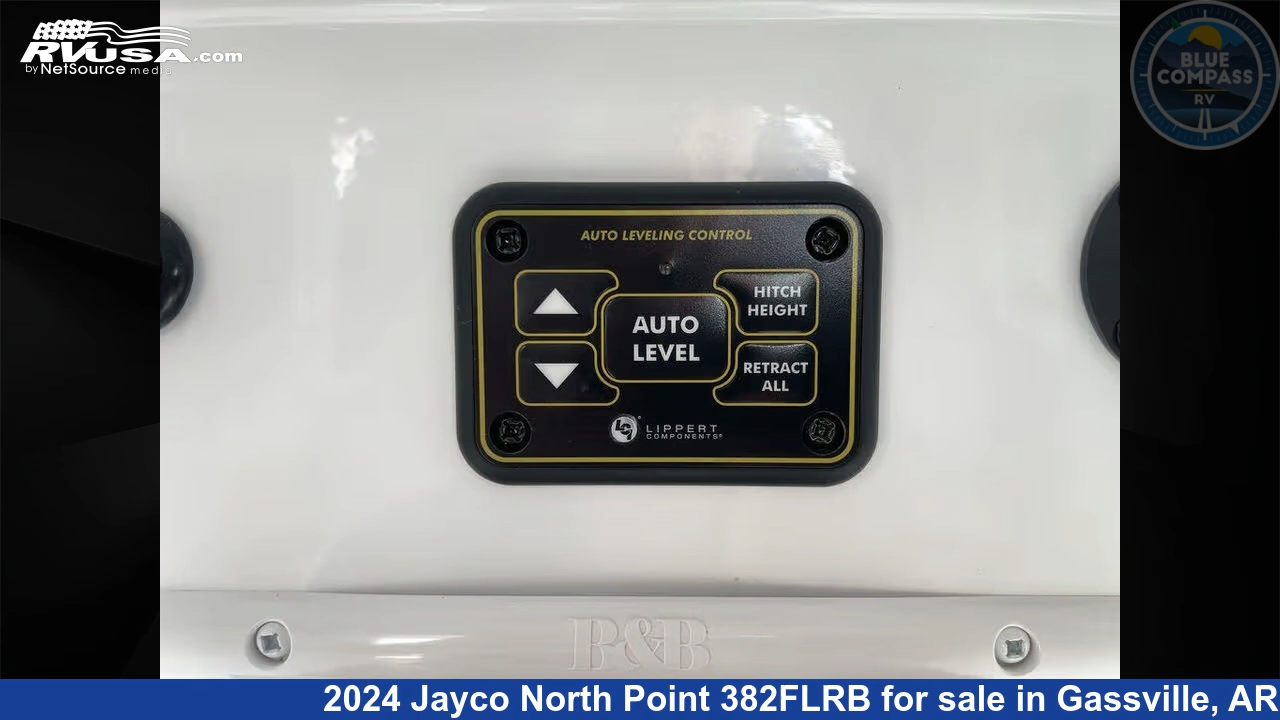 RVUSA.com
by NetSource media
BLUE
COMPASS
RV
AUTO LEVELING CONTROL
AUTO
LEVEL
HITCH
HEIGHT
RETRACT
ALL
LCI
LIPPERT
COMPONENTS®
P&B
2024 Jayco North Point 382FLRB for sale in Gassville, AR